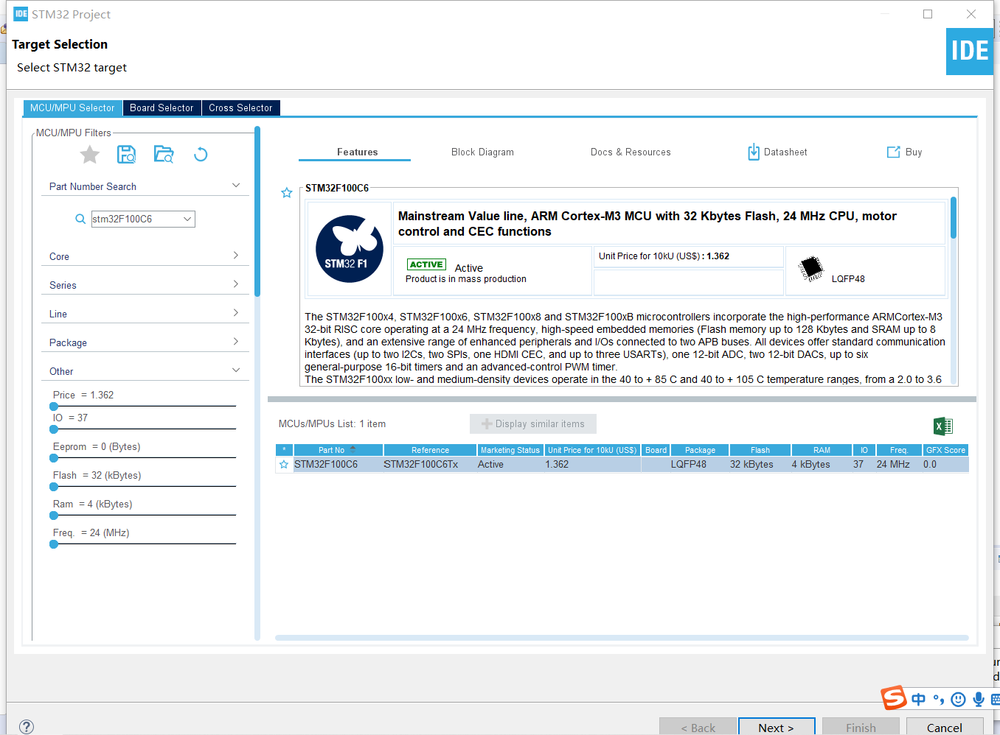 IDE STM32 Project
Target Selection
Select STM32 target
IDE
MCU/MPU Selector Board Selector Cross Selector
MCU/MPU Filters
Part Number Search
stm32F100C6
Core
Series
Line
Package
Other
Price = 1.362
IO = 37
Eeprom = 0 (Bytes)
Flash = 32 (kBytes)
Ram = 4 (kBytes)
Freq. = 24 (MHz)
Features Block Diagram Docs & Resources Datasheet Buy
STM32F100C6
STM32 F1
Mainstream Value line, ARM Cortex-M3 MCU with 32 Kbytes Flash, 24 MHz CPU, motor
control and CEC functions
ACTIVE Active
Product is in mass production
Unit Price for 10kU (US$) : 1.362
LQFP48
The STM32F100x4, STM32F100x6, STM32F100x8 and STM32F100xB microcontrollers incorporate the high-performance ARMCortex-M3
32-bit RISC core operating at a 24 MHz frequency, high-speed embedded memories (Flash memory up to 128 Kbytes and SRAM up to 8
Kbytes), and an extensive range of enhanced peripherals and I/Os connected to two APB buses. All devices offer standard communication
interfaces (up to two I2Cs, two SPIs, one HDMI CEC, and up to three USARTs), one 12-bit ADC, two 12-bit DACs, up to six
general-purpose 16-bit timers and an advanced-control PWM timer.
The STM32F100xx low- and medium-density devices operate in the 40 to + 85 C and 40 to + 105 C temperature ranges, from a 2.0 to 3.6
MCUs/MPUs List: 1 item
Display similar items
* Part No Reference Marketing Status Unit Price for 10kU (US$) Board Package Flash RAM IO Freq. GFX Score
STM32F100C6 STM32F100C6Tx Active 1.362 LQFP48 32 kBytes 4 kBytes 37 24 MHz 0.0
中
< Back Next > Finish Cancel